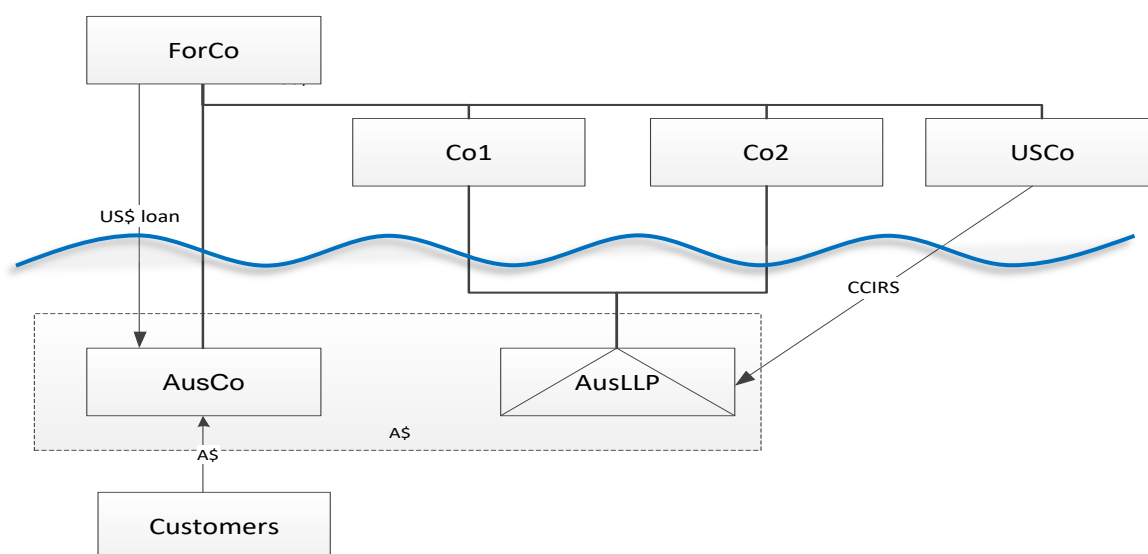 ForCo
Co1
Co2
USCo
US$ loan
CCIRS
AusCo
AusLLP
A$
A$
Customers